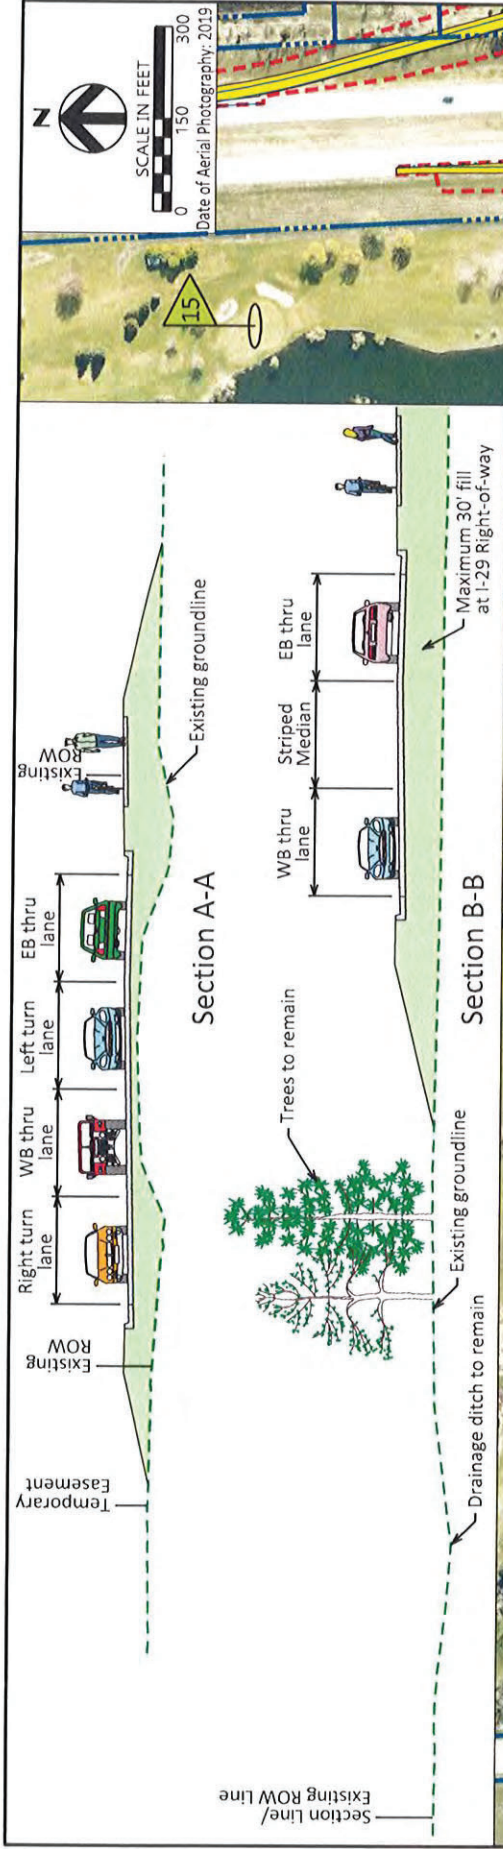 Temporary
Easement
Existing
ROW
Right turn
lane
WB thru
lane
Left turn
lane
EB thru
lane
Existing
ROW
Existing groundline
Section A-A
Section Line/
Existing ROW Line
Drainage ditch to remain
Existing groundline
Trees to remain
WB thru
lane
Striped
Median
EB thru
lane
Maximum 30' fill
at I-29 Right-of-way
Section B-B
N
SCALE IN FEET
0 150 300
Date of Aerial Photography: 2019
15